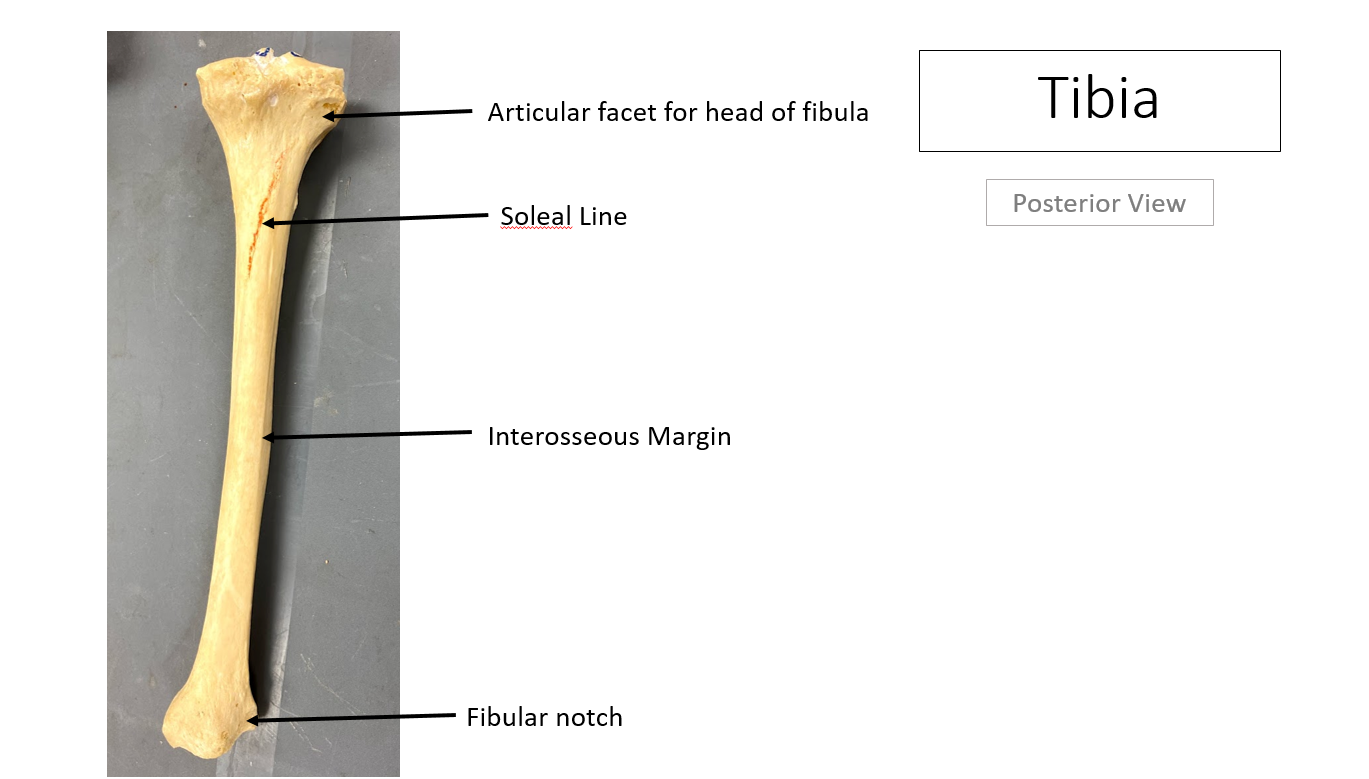 Tibia
Posterior View
Articular facet for head of fibula
Soleal Line
Interosseous Margin
Fibular notch